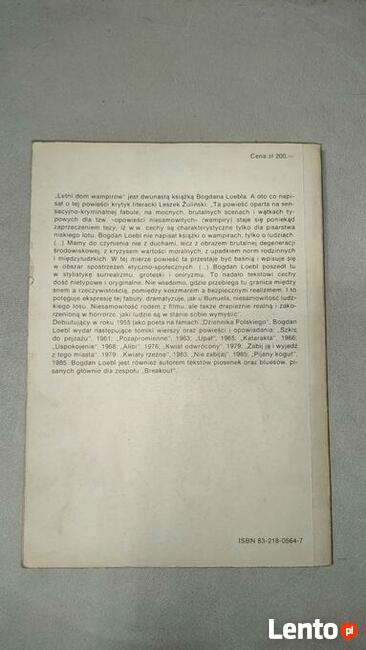 Cena zł 200.—
„Letni dom wampirów" jest dwunastą książką Bogdana Loebla. A oto co napi-
sał o tej powieści krytyk literacki Leszek Żuliński: „Ta powieść oparta na sen-
sacyjno-kryminalnej fabule, na mocnych, brutalnych scenach i wątkach ty-
powych dla tzw. «opowieści niesamowitych» (wampiry) staje się poniekąd
zaprzeczeniem tezy, iż w.w. cechy są charakterystyczne tylko dla pisarstwa
niskiego lotu. Bogdan Loebl nie napisał książki o wampirach, tylko o ludziach.
(...) Mamy do czynienia nie z duchami, lecz z obrazem brutalnej degeneracji
środowiskowej, z kryzysem wartości moralnych, z upadkiem norm rodzinnych
i międzyludzkich. W tej mierze powieść ta przestaje być baśnią i wpisuje się
w obszar spostrzeżeń etyczno-społecznych. (...) Bogdan Loebl poszedł tu
w stylistykę surrealizmu, groteski i oniryzmu. To nadało tekstowi cechy
dość nietypowe i oryginalne. Nie wiadomo, gdzie przebiega tu granica między
snem a rzeczywistością, pomiędzy koszmarem a bezpiecznym realizmem. I to
potęguje ekspresję tej fabuły, dramatyzuje, jak u Bunuela, niesamowitość ludz-
kiego losu. Niesamowitość rodem z filmu, ale także drapieżnie realną i zako-
rzenioną w horrorze, jaki ludzie są w stanie sobie wymyślić".
Debiutujący w roku 1955 jako poeta na łamach „Dziennika Polskiego", Bogdan
Loebl wydał następujące tomiki wierszy oraz powieści i opowiadania: „Szkic
do pejzażu", 1961; „Pozapromienne", 1963; „Upał", 1965; „Katarakta", 1966;
„Uspokojenie", 1968; „Alibi", 1976; „Kwiat odwrócony", 1979; „Zabij ją i wyjedź
z tego miasta", 1979; „Kwiaty rzeźne", 1983; „Nie zabijaj", 1985; „Pijany kogut",
1985. Bogdan Loebl jest również autorem tekstów piosenek oraz bluesów, pi-
sanych głównie dla zespołu „Breakout".
ISBN 83-218-0564-7
Lento.pl